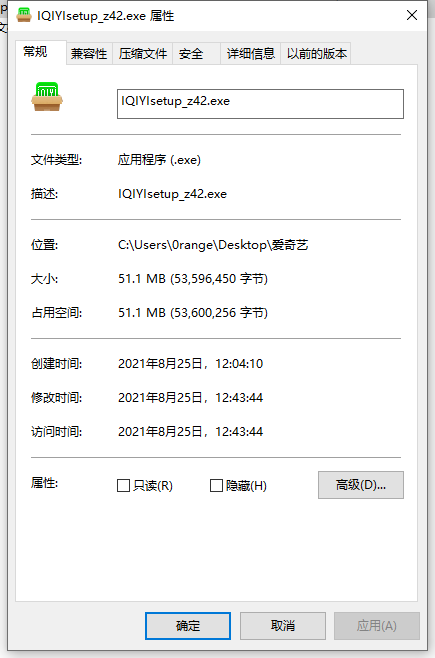 IQIYIsetup_z42.exe 属性
常规 兼容性 压缩文件 安全 详细信息 以前的版本
IQIYIsetup_z42.exe
文件类型: 应用程序 (.exe)
描述: IQIYIsetup_z42.exe
位置: C:\Users\0range\Desktop\爱奇艺
大小: 51.1 MB (53,596,450 字节)
占用空间: 51.1 MB (53,600,256 字节)
创建时间: 2021年8月25日，12:04:10
修改时间: 2021年8月25日，12:43:44
访问时间: 2021年8月25日，12:43:44
属性: 只读(R) 隐藏(H) 高级(D)...
确定 取消 应用(A)